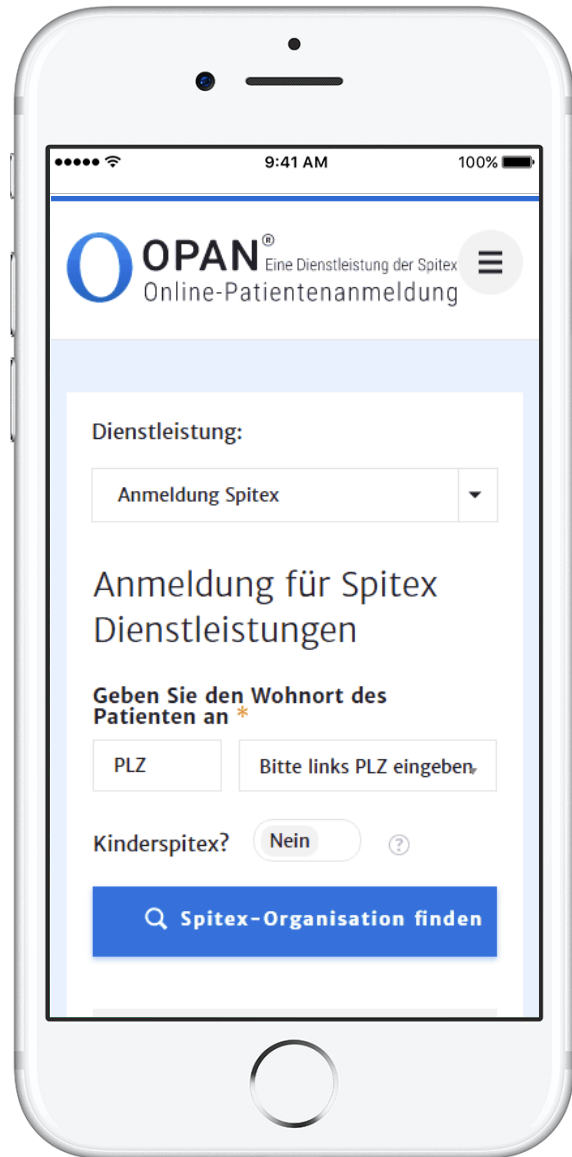 9:41 AM 100%
OPAN® Eine Dienstleistung der Spitex
Online-Patientenanmeldung
Dienstleistung:
Anmeldung Spitex
Anmeldung für Spitex
Dienstleistungen
Geben Sie den Wohnort des
Patienten an *
PLZ Bitte links PLZ eingeben
Kinderspitex? Nein ?
Spitex-Organisation finden